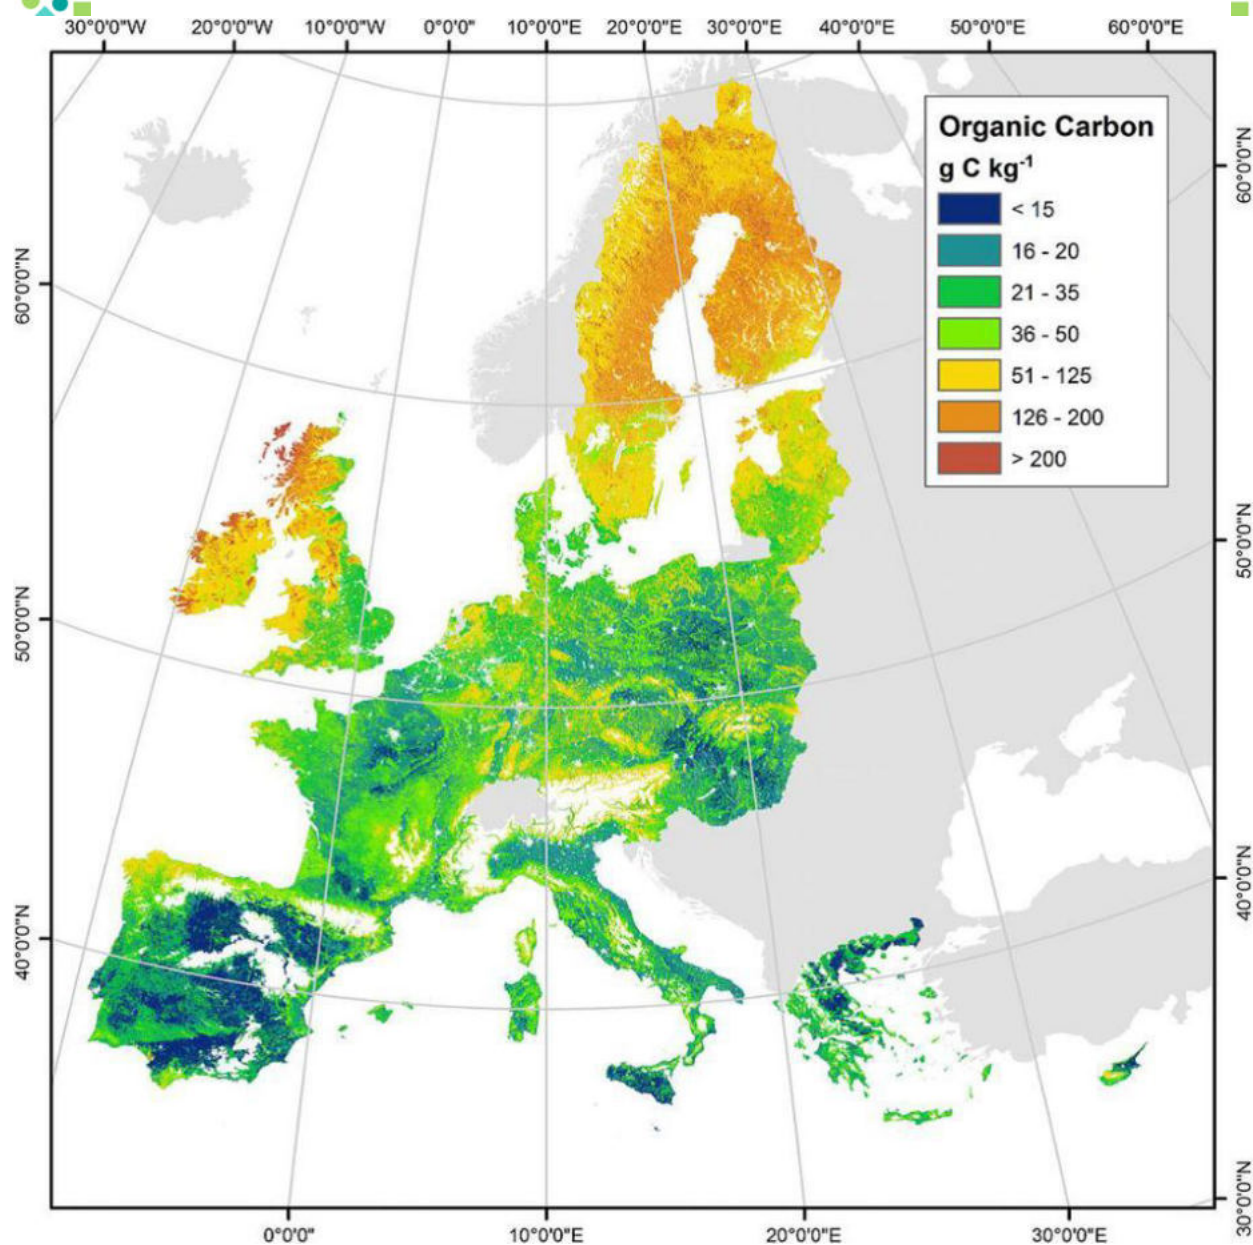 30°0'0"W 20°0'0"W 10°0'0"W 0°0'0" 10°0'0"E 20°0'0"E 30°0'0"E 40°0'0"E 50°0'0"E 60°0'0"E
Organic Carbon
g C kg⁻¹
< 15
16 - 20
21 - 35
36 - 50
51 - 125
126 - 200
> 200
60°0'0"N
50°0'0"N
40°0'0"N
60°0'0"N
50°0'0"N
40°0'0"N
30°0'0"N
0°0'0" 10°0'0"E 20°0'0"E 30°0'0"E